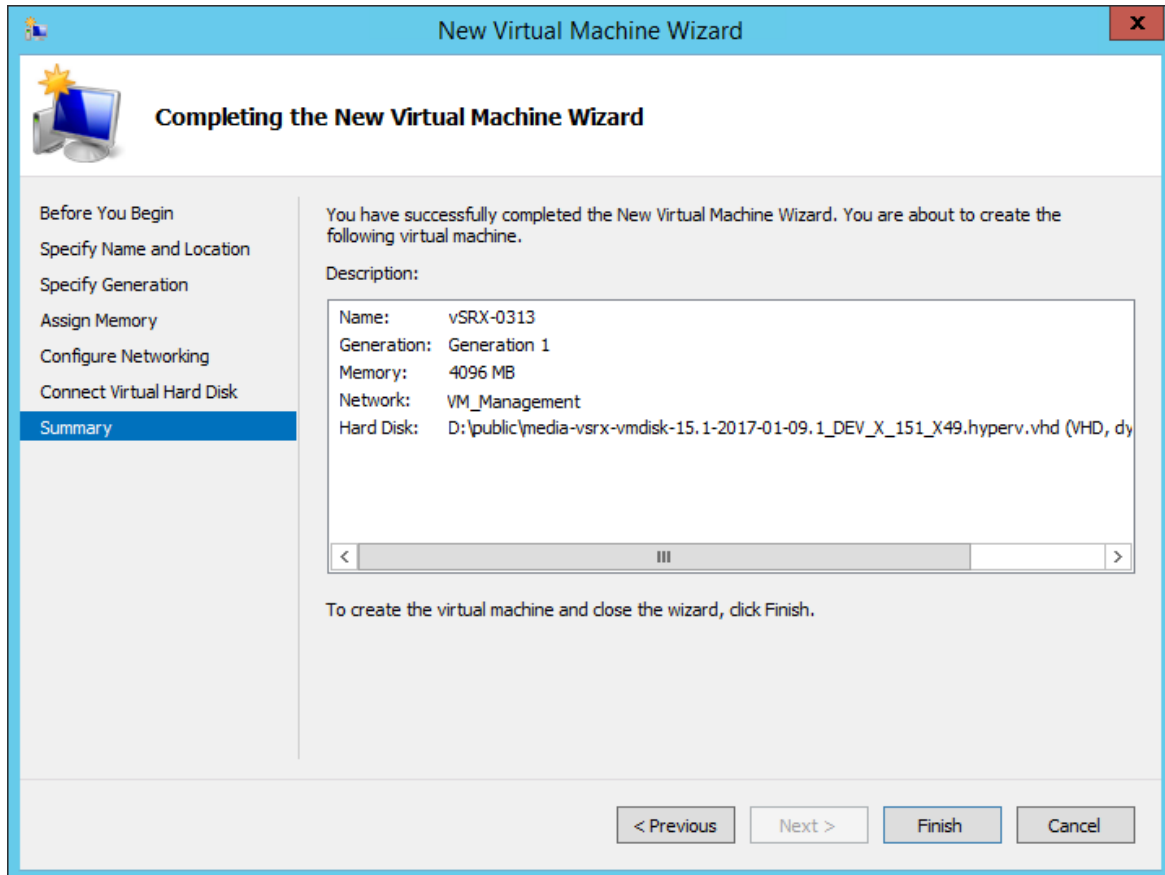 New Virtual Machine Wizard
x
Completing the New Virtual Machine Wizard
Before You Begin
Specify Name and Location
Specify Generation
Assign Memory
Configure Networking
Connect Virtual Hard Disk
Summary
You have successfully completed the New Virtual Machine Wizard. You are about to create the
following virtual machine.
Description:
Name: vSRX-0313
Generation: Generation 1
Memory: 4096 MB
Network: VM_Management
Hard Disk: D:\public\media-vsrx-vmdisk-15.1-2017-01-09.1_DEV_X_151_X49.hyperv.vhd (VHD, dy
To create the virtual machine and close the wizard, click Finish.
< Previous
Next >
Finish
Cancel